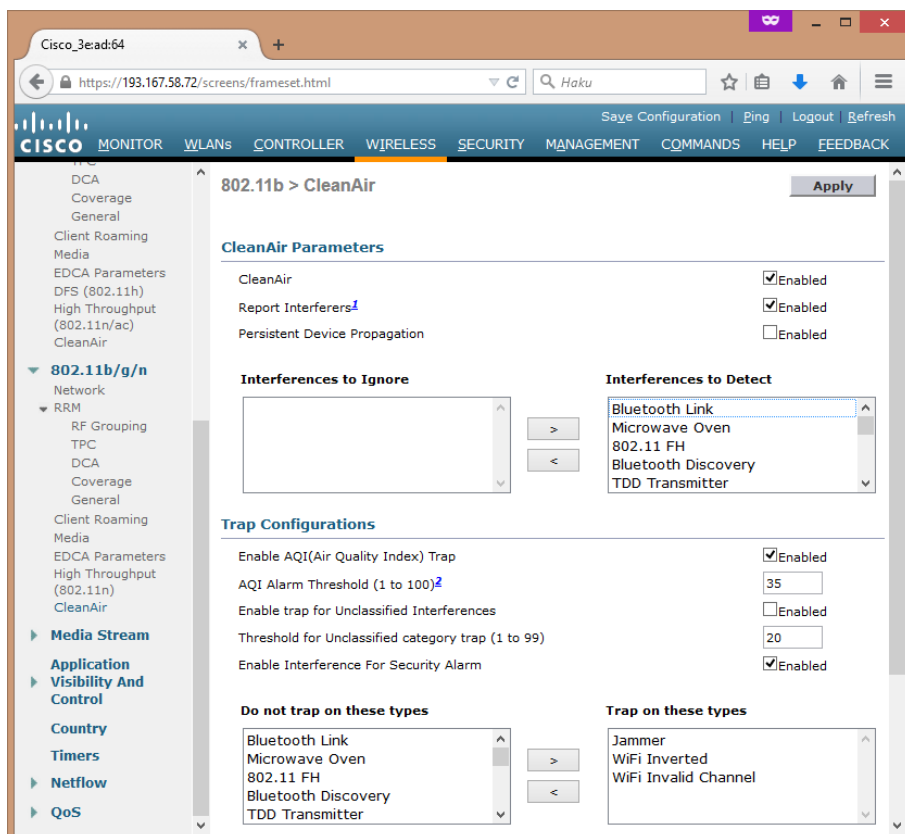 Cisco_3e:ad:64
https://193.167.58.72/screens/frameset.html
Haku
Save Configuration | Ping | Logout | Refresh
CISCO MONITOR WLANs CONTROLLER WIRELESS SECURITY MANAGEMENT COMMANDS HELP FEEDBACK
TPC
DCA
Coverage
General
Client Roaming
Media
EDCA Parameters
DFS (802.11h)
High Throughput
(802.11n/ac)
CleanAir
802.11b/g/n
Network
RRM
RF Grouping
TPC
DCA
Coverage
General
Client Roaming
Media
EDCA Parameters
High Throughput
(802.11n)
CleanAir
Media Stream
Application
Visibility And
Control
Country
Timers
Netflow
QoS
802.11b > CleanAir
Apply
CleanAir Parameters
CleanAir Enabled
Report Interferers1 Enabled
Persistent Device Propagation Enabled
Interferences to Ignore
>
<
Interferences to Detect
Bluetooth Link
Microwave Oven
802.11 FH
Bluetooth Discovery
TDD Transmitter
Trap Configurations
Enable AQI(Air Quality Index) Trap Enabled
AQI Alarm Threshold (1 to 100)2 35
Enable trap for Unclassified Interferences Enabled
Threshold for Unclassified category trap (1 to 99) 20
Enable Interference For Security Alarm Enabled
Do not trap on these types
Bluetooth Link
Microwave Oven
802.11 FH
Bluetooth Discovery
TDD Transmitter
>
<
Trap on these types
Jammer
WiFi Inverted
WiFi Invalid Channel